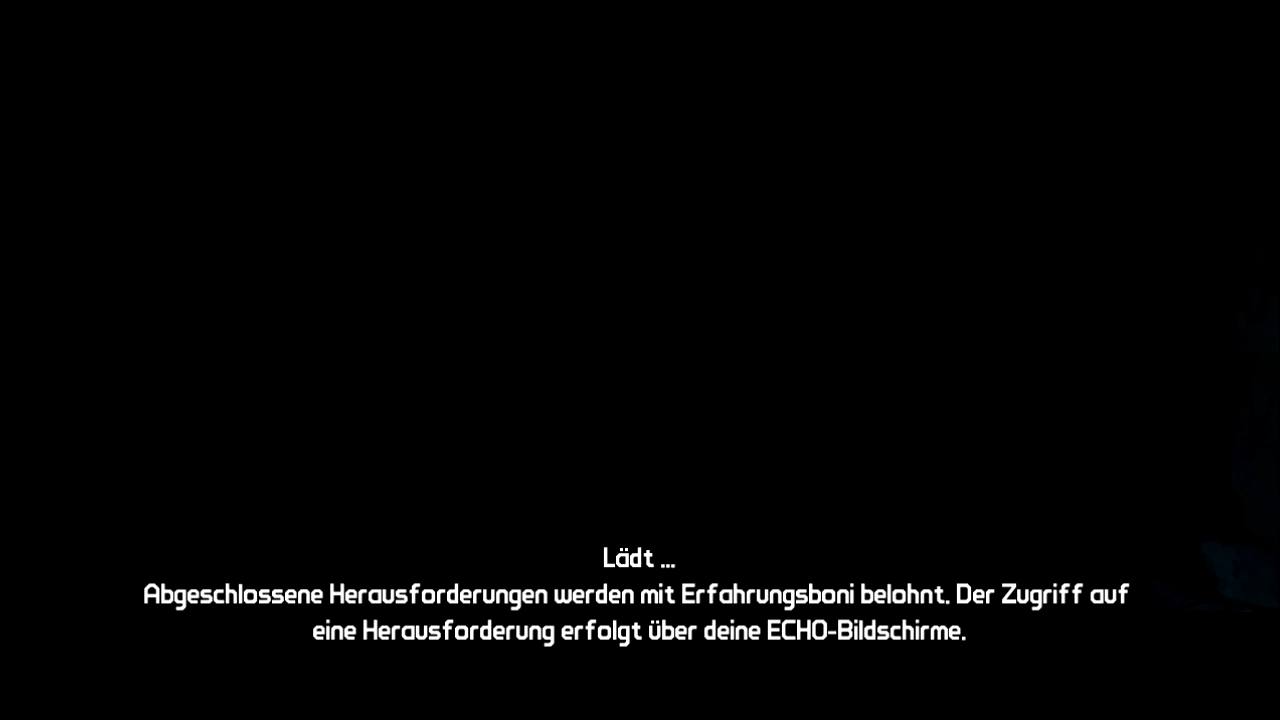 Lädt ...
Abgeschlossene Herausforderungen werden mit Erfahrungsboni belohnt. Der Zugriff auf
eine Herausforderung erfolgt über deine ECHO-Bildschirme.